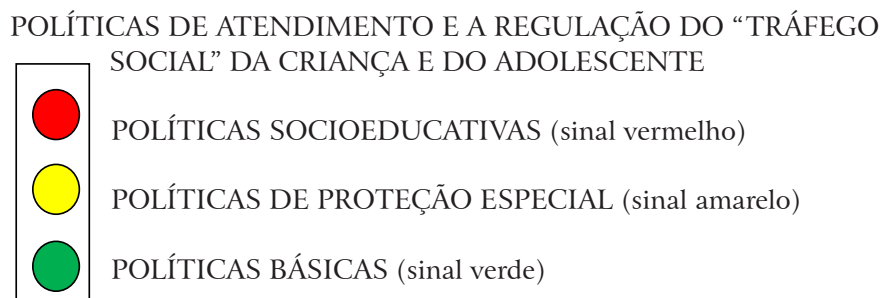 POLÍTICAS DE ATENDIMENTO E A REGULAÇÃO DO “TRÁFEGO
SOCIAL” DA CRIANÇA E DO ADOLESCENTE
POLÍTICAS SOCIOEDUCATIVAS (sinal vermelho)
POLÍTICAS DE PROTEÇÃO ESPECIAL (sinal amarelo)
POLÍTICAS BÁSICAS (sinal verde)